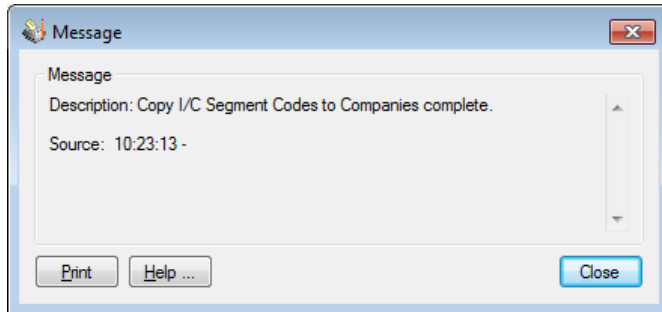 Message
Message
Description: Copy I/C Segment Codes to Companies complete.
Source: 10:23:13 -
Print Help ... Close